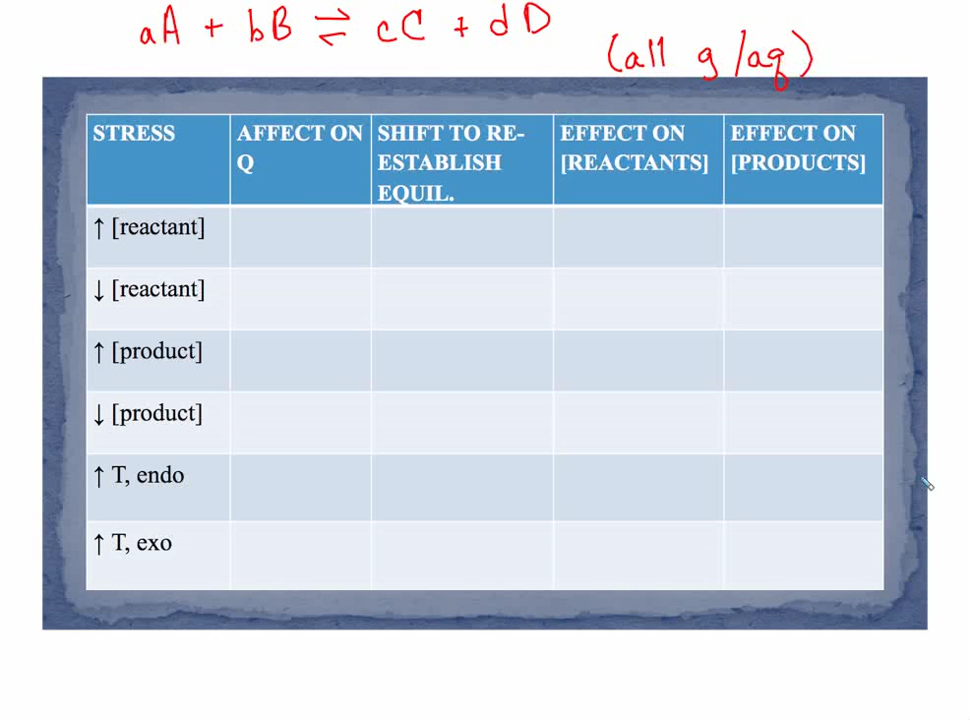 aA + bB ⇌ cC + dD
(all g/aq)
STRESS
AFFECT ON
Q
SHIFT TO RE-
ESTABLISH
EQUIL.
EFFECT ON
[REACTANTS]
EFFECT ON
[PRODUCTS]
↑ [reactant]
↓ [reactant]
↑ [product]
↓ [product]
↑ T, endo
↑ T, exo